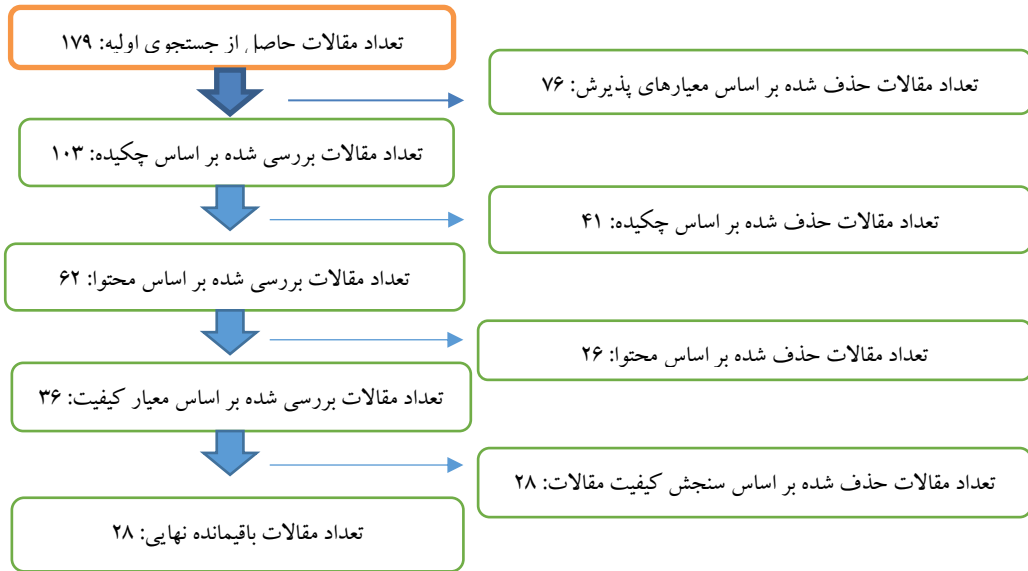 تعداد مقالات حاصل از جستجوی اولیه: ۱۷۹
تعداد مقالات حذف شده بر اساس معیارهای پذیرش: ۷۶
تعداد مقالات بررسی شده بر اساس چکیده: ۱۰۳
تعداد مقالات حذف شده بر اساس چکیده: ۴۱
تعداد مقالات بررسی شده بر اساس محتوا: ۶۲
تعداد مقالات حذف شده بر اساس محتوا: ۲۶
تعداد مقالات بررسی شده بر اساس معیار کیفیت: ۳۶
تعداد مقالات حذف شده بر اساس سنجش کیفیت مقالات: ۲۸
تعداد مقالات باقیمانده نهایی: ۲۸